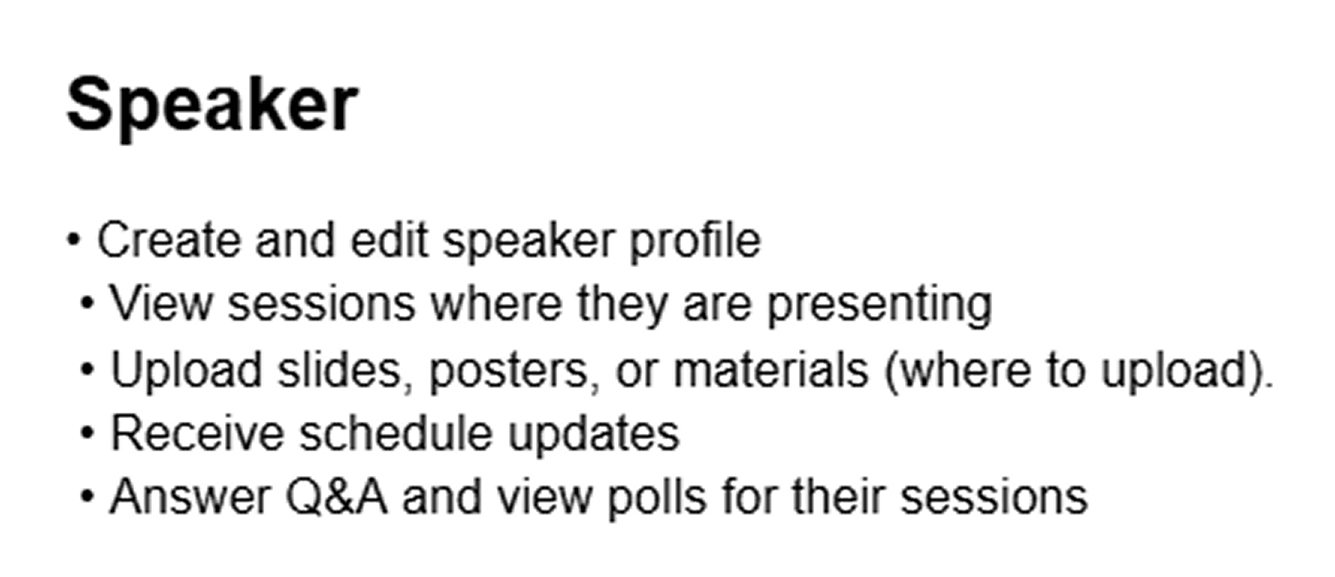 Speaker
• Create and edit speaker profile
• View sessions where they are presenting
• Upload slides, posters, or materials (where to upload).
• Receive schedule updates
• Answer Q&A and view polls for their sessions